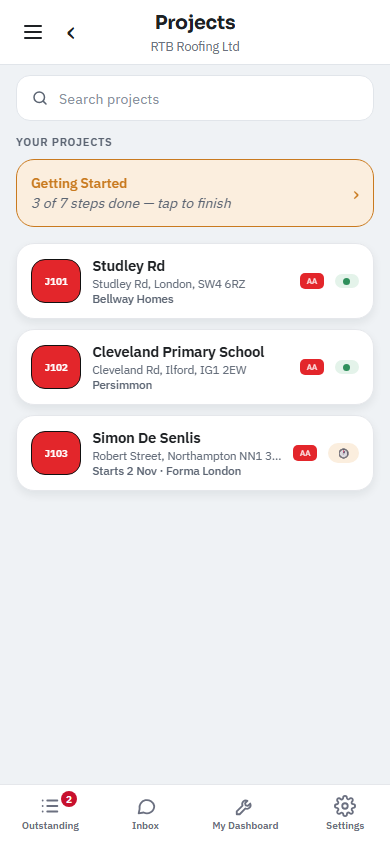 Projects
RTB Roofing Ltd
Search projects
YOUR PROJECTS
Getting Started
3 of 7 steps done — tap to finish
J101
Studley Rd
Studley Rd, London, SW4 6RZ
Bellway Homes
AA
J102
Cleveland Primary School
Cleveland Rd, Ilford, IG1 2EW
Persimmon
AA
J103
Simon De Senlis
Robert Street, Northampton NN1 3...
Starts 2 Nov · Forma London
AA
2
Outstanding
Inbox
My Dashboard
Settings